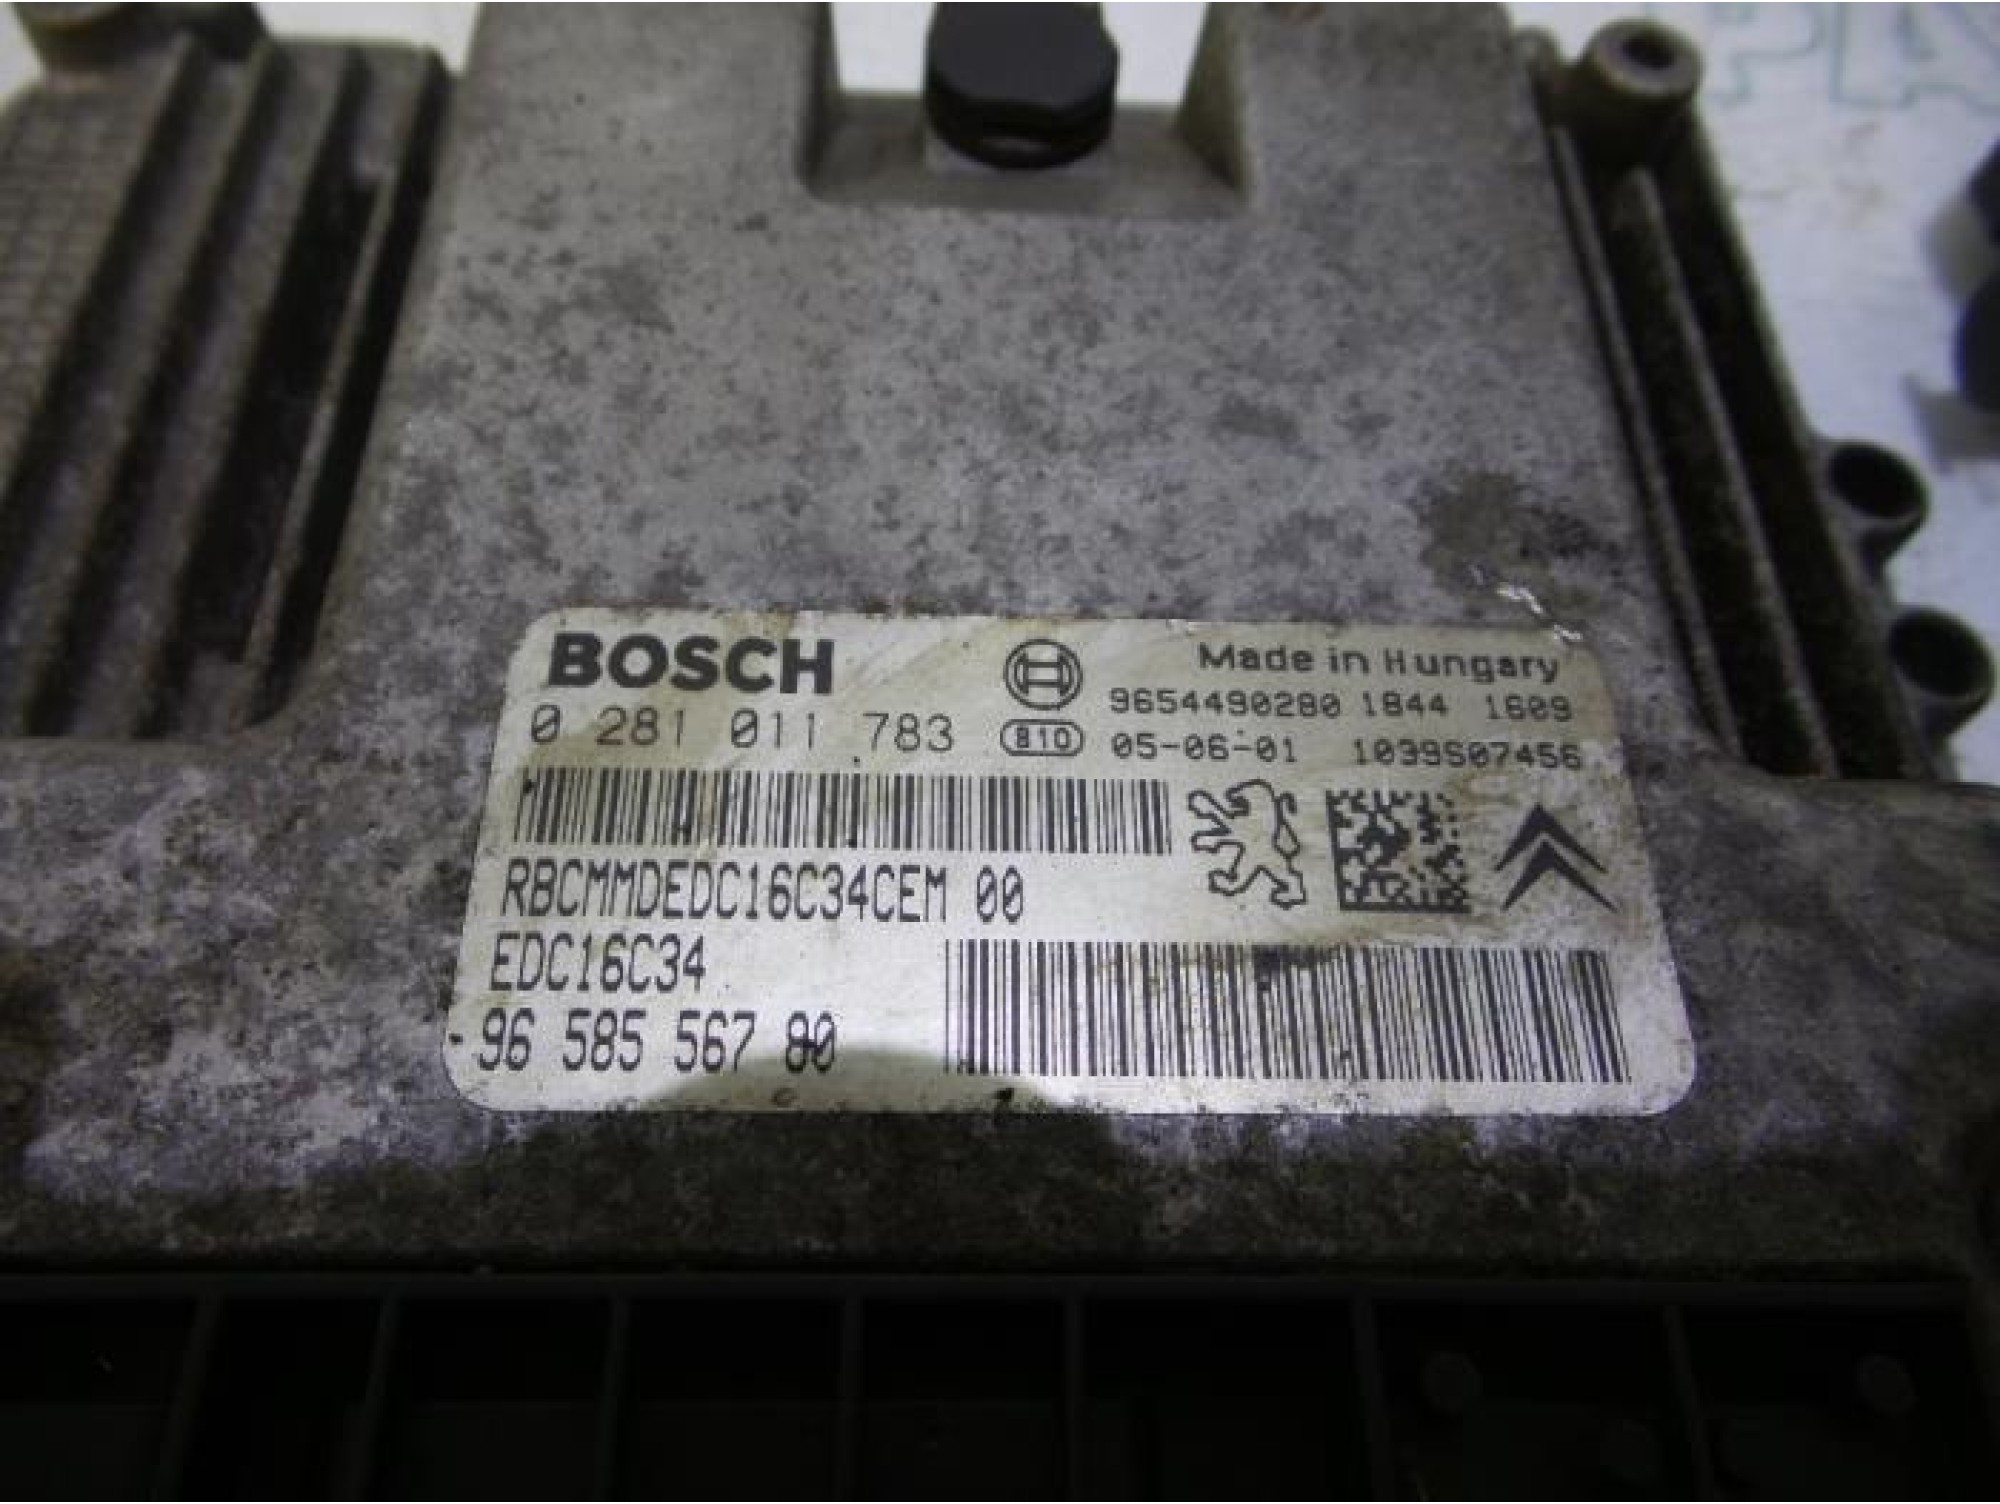 BOSCH
Made in Hungary
9654490280 1844 1609
0 281 011 783
B10
05-06-01 1039S07456
RBCMMDEDC16C34CEM 00
EDC16C34
-96 585 567 80